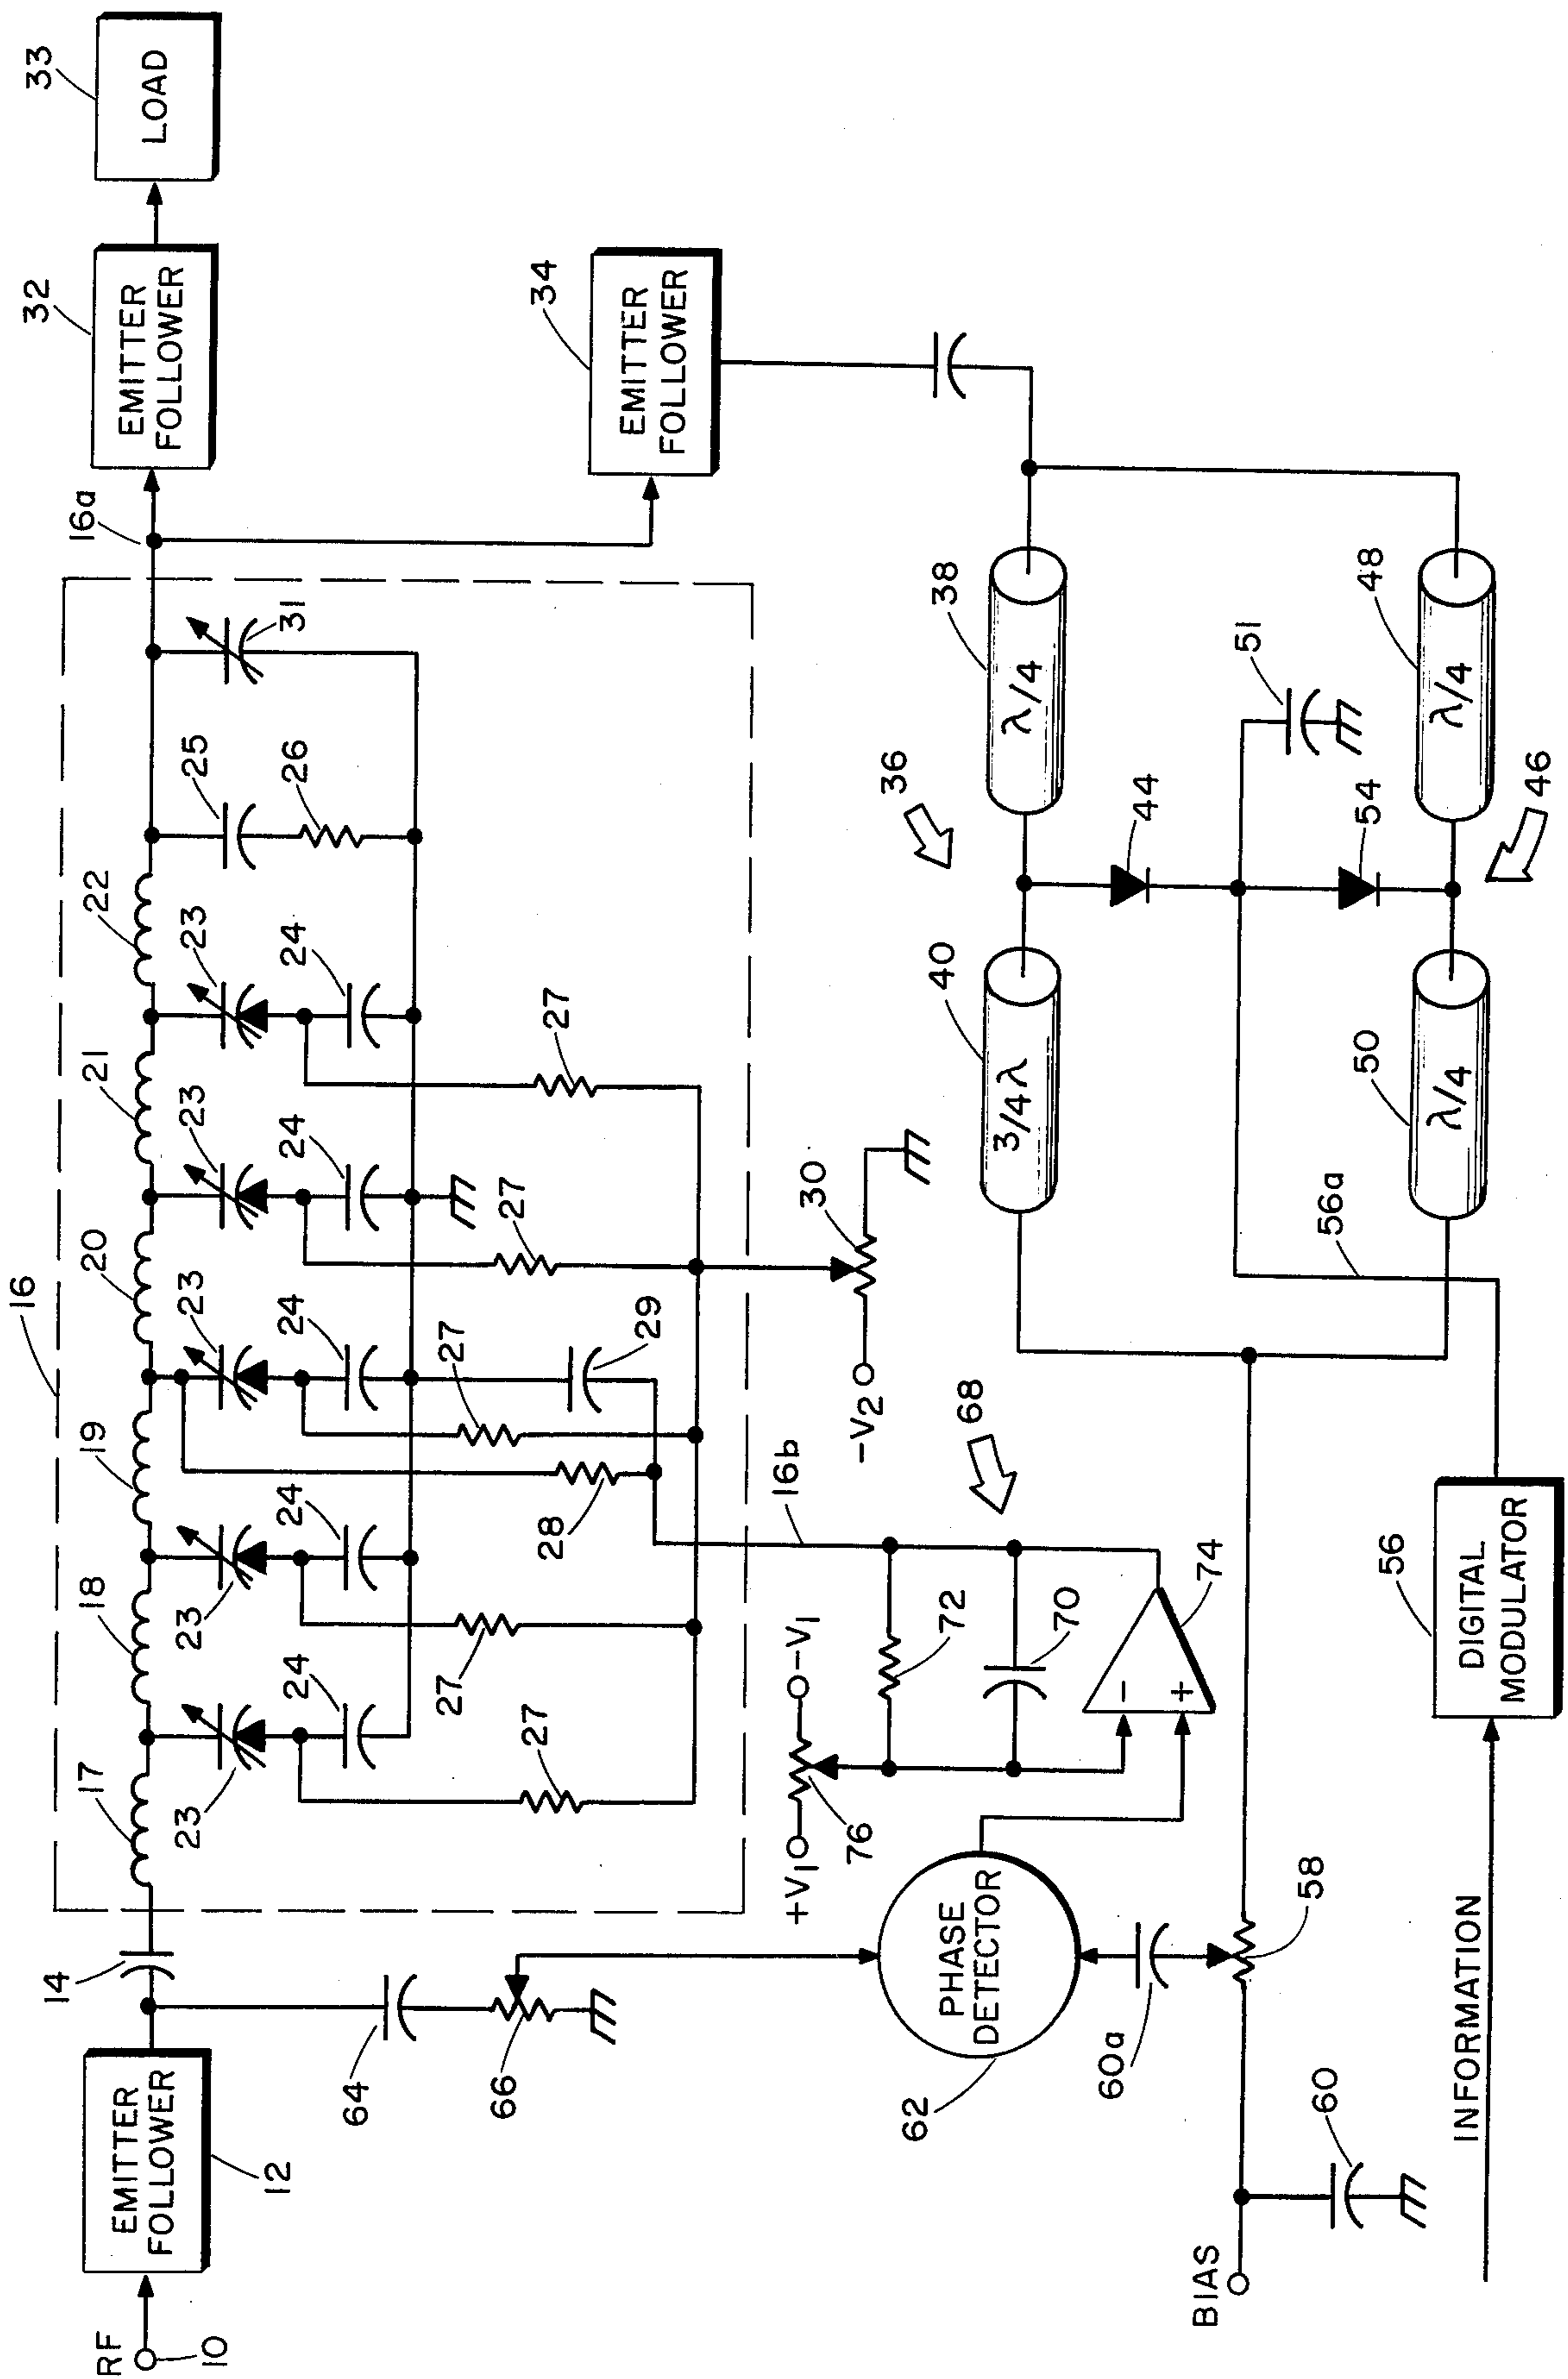 16
RF
10
EMITTER
FOLLOWER
12
14
17
18
19
20
21
22
23
23
23
23
23
24
24
24
24
24
25
26
27
27
27
27
27
28
29
31
16a
EMITTER
FOLLOWER
32
LOAD
33
EMITTER
FOLLOWER
34
64
66
+V1
-V1
76
72
70
74
-
+
68
16b
-V2
30
PHASE
DETECTOR
62
60a
58
BIAS
60
36
λ/4
38
3/4λ
40
44
51
54
46
λ/4
48
λ/4
50
56a
DIGITAL
MODULATOR
56
INFORMATION